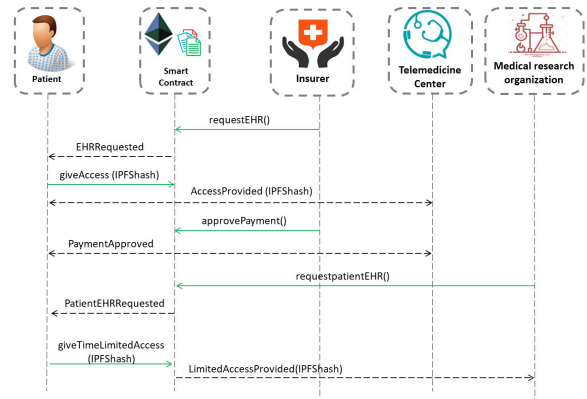 Patient
Smart
Contract
Insurer
Telemedicine
Center
Medical research
organization
requestEHR()
EHRRequested
giveAccess (IPFShash)
AccessProvided (IPFShash)
approvePayment()
PaymentApproved
requestpatientEHR()
PatientEHRRequested
giveTimeLimitedAccess
(IPFShash)
LimitedAccessProvided(IPFShash)